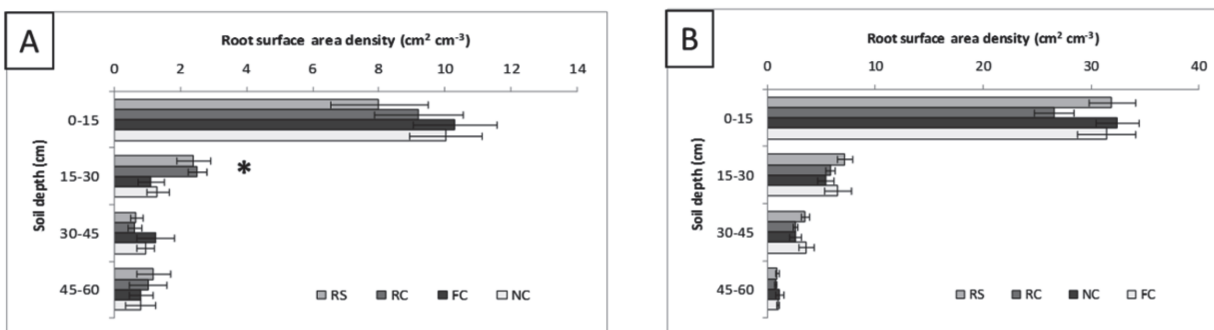 A
Root surface area density (cm² cm⁻³)
0 2 4 6 8 10 12 14
Soil depth (cm)
0-15
15-30
*
30-45
45-60
RS RC FC NC
B
Root surface area density (cm² cm⁻³)
0 10 20 30 40
Soil depth (cm)
0-15
15-30
30-45
45-60
RS RC NC FC